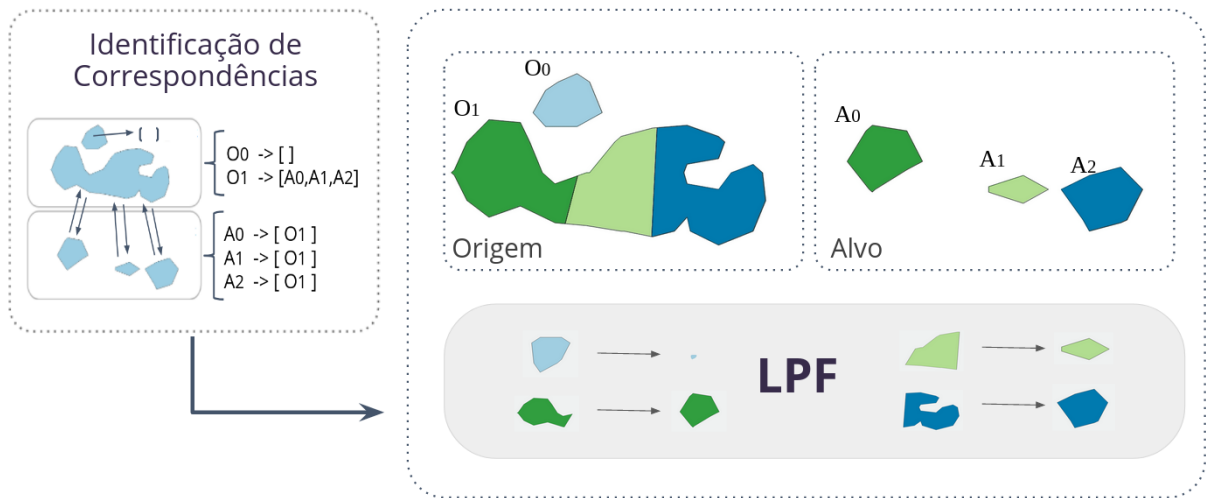 Identificação de
Correspondências
[ ]
O0 -> [ ]
O1 -> [A0,A1,A2]
A0 -> [ O1 ]
A1 -> [ O1 ]
A2 -> [ O1 ]
O0
O1
Origem
A0
A1
A2
Alvo
LPF